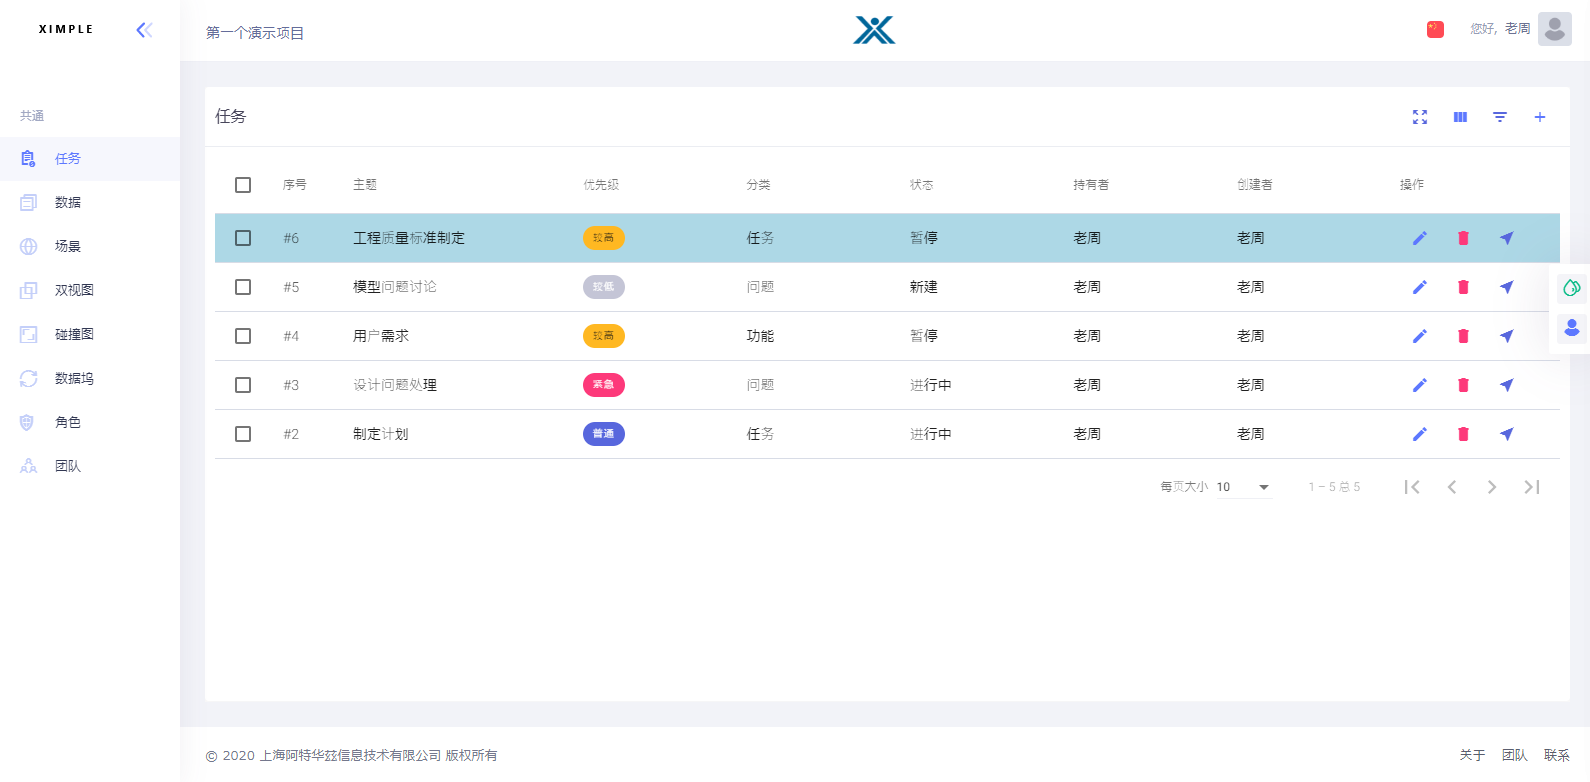 XIMPLE
第一个演示项目
您好, 老周
共通
任务
数据
场景
双视图
碰撞图
数据坞
角色
团队
任务
序号 主题 优先级 分类 状态 持有者 创建者 操作
#6 工程质量标准制定 较高 任务 暂停 老周 老周
#5 模型问题讨论 较低 问题 新建 老周 老周
#4 用户需求 较高 功能 暂停 老周 老周
#3 设计问题处理 紧急 问题 进行中 老周 老周
#2 制定计划 普通 任务 进行中 老周 老周
每页大小 10 1 – 5 总 5
© 2020 上海阿特华兹信息技术有限公司 版权所有
关于 团队 联系